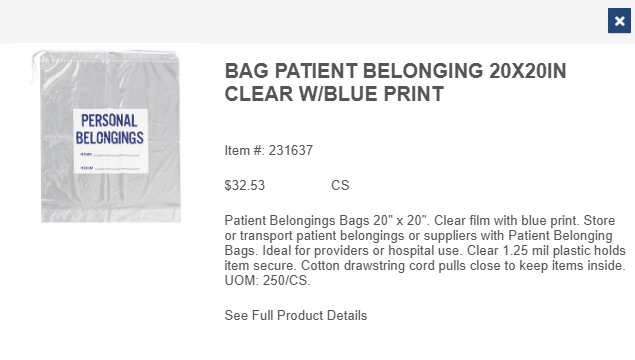 BAG PATIENT BELONGING 20X20IN
CLEAR W/BLUE PRINT
PERSONAL
BELONGINGS
NAME
ROOM
Item #: 231637
$32.53 CS
Patient Belongings Bags 20" x 20". Clear film with blue print. Store
or transport patient belongings or suppliers with Patient Belonging
Bags. Ideal for providers or hospital use. Clear 1.25 mil plastic holds
item secure. Cotton drawstring cord pulls close to keep items inside.
UOM: 250/CS.
See Full Product Details